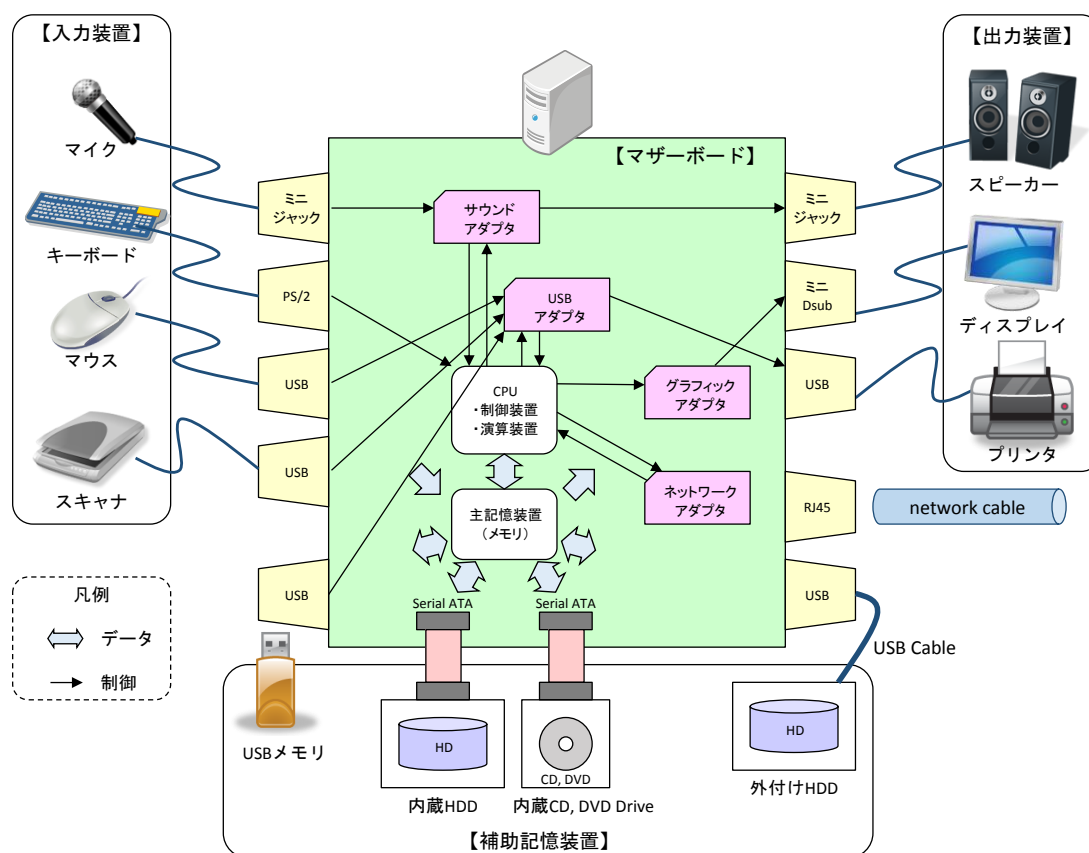 【入力装置】
マイク
キーボード
マウス
スキャナ
凡例
データ
制御
【マザーボード】
ミニ
ジャック
PS/2
USB
USB
USB
サウンド
アダプタ
USB
アダプタ
CPU
・制御装置
・演算装置
グラフィック
アダプタ
主記憶装置
（メモリ）
ネットワーク
アダプタ
Serial ATA
Serial ATA
ミニ
ジャック
ミニ
Dsub
USB
RJ45
USB
【出力装置】
スピーカー
ディスプレイ
プリンタ
network cable
USB Cable
USBメモリ
HD
内蔵HDD
CD, DVD
内蔵CD, DVD Drive
HD
外付けHDD
【補助記憶装置】